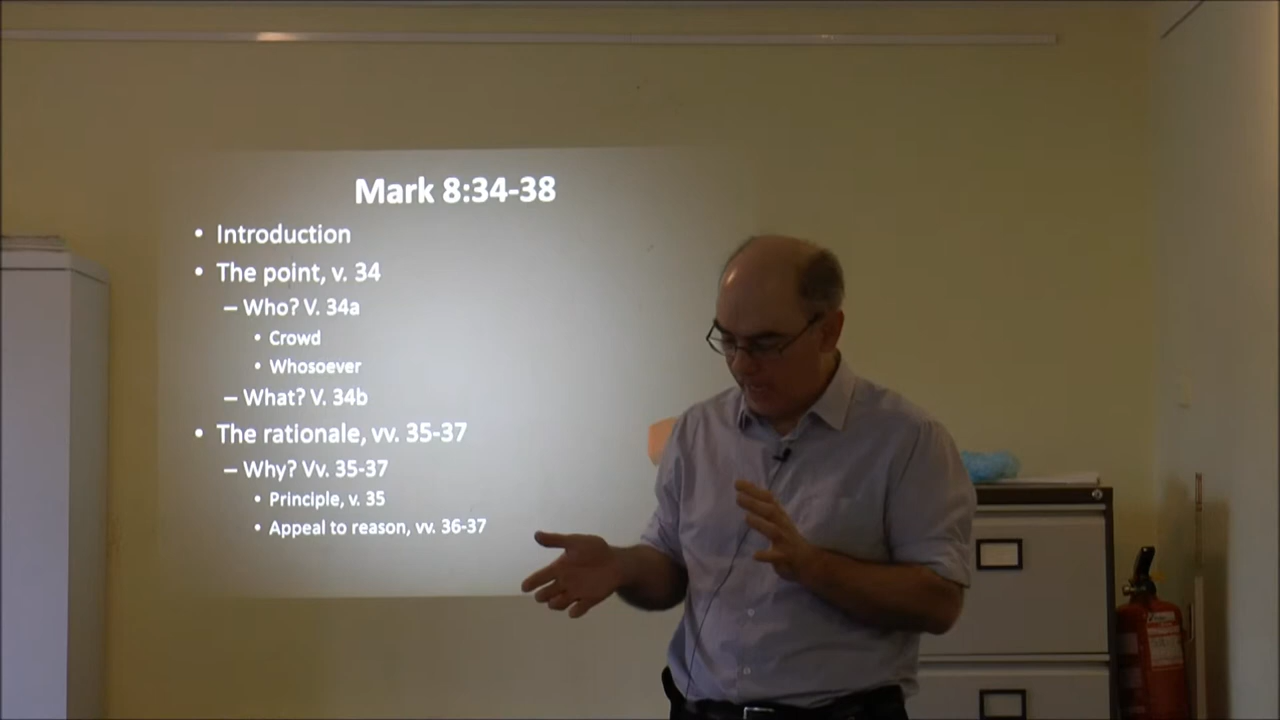 Mark 8:34-38
• Introduction
• The point, v. 34
– Who? V. 34a
• Crowd
• Whosoever
– What? V. 34b
• The rationale, vv. 35-37
– Why? Vv. 35-37
• Principle, v. 35
• Appeal to reason, vv. 36-37